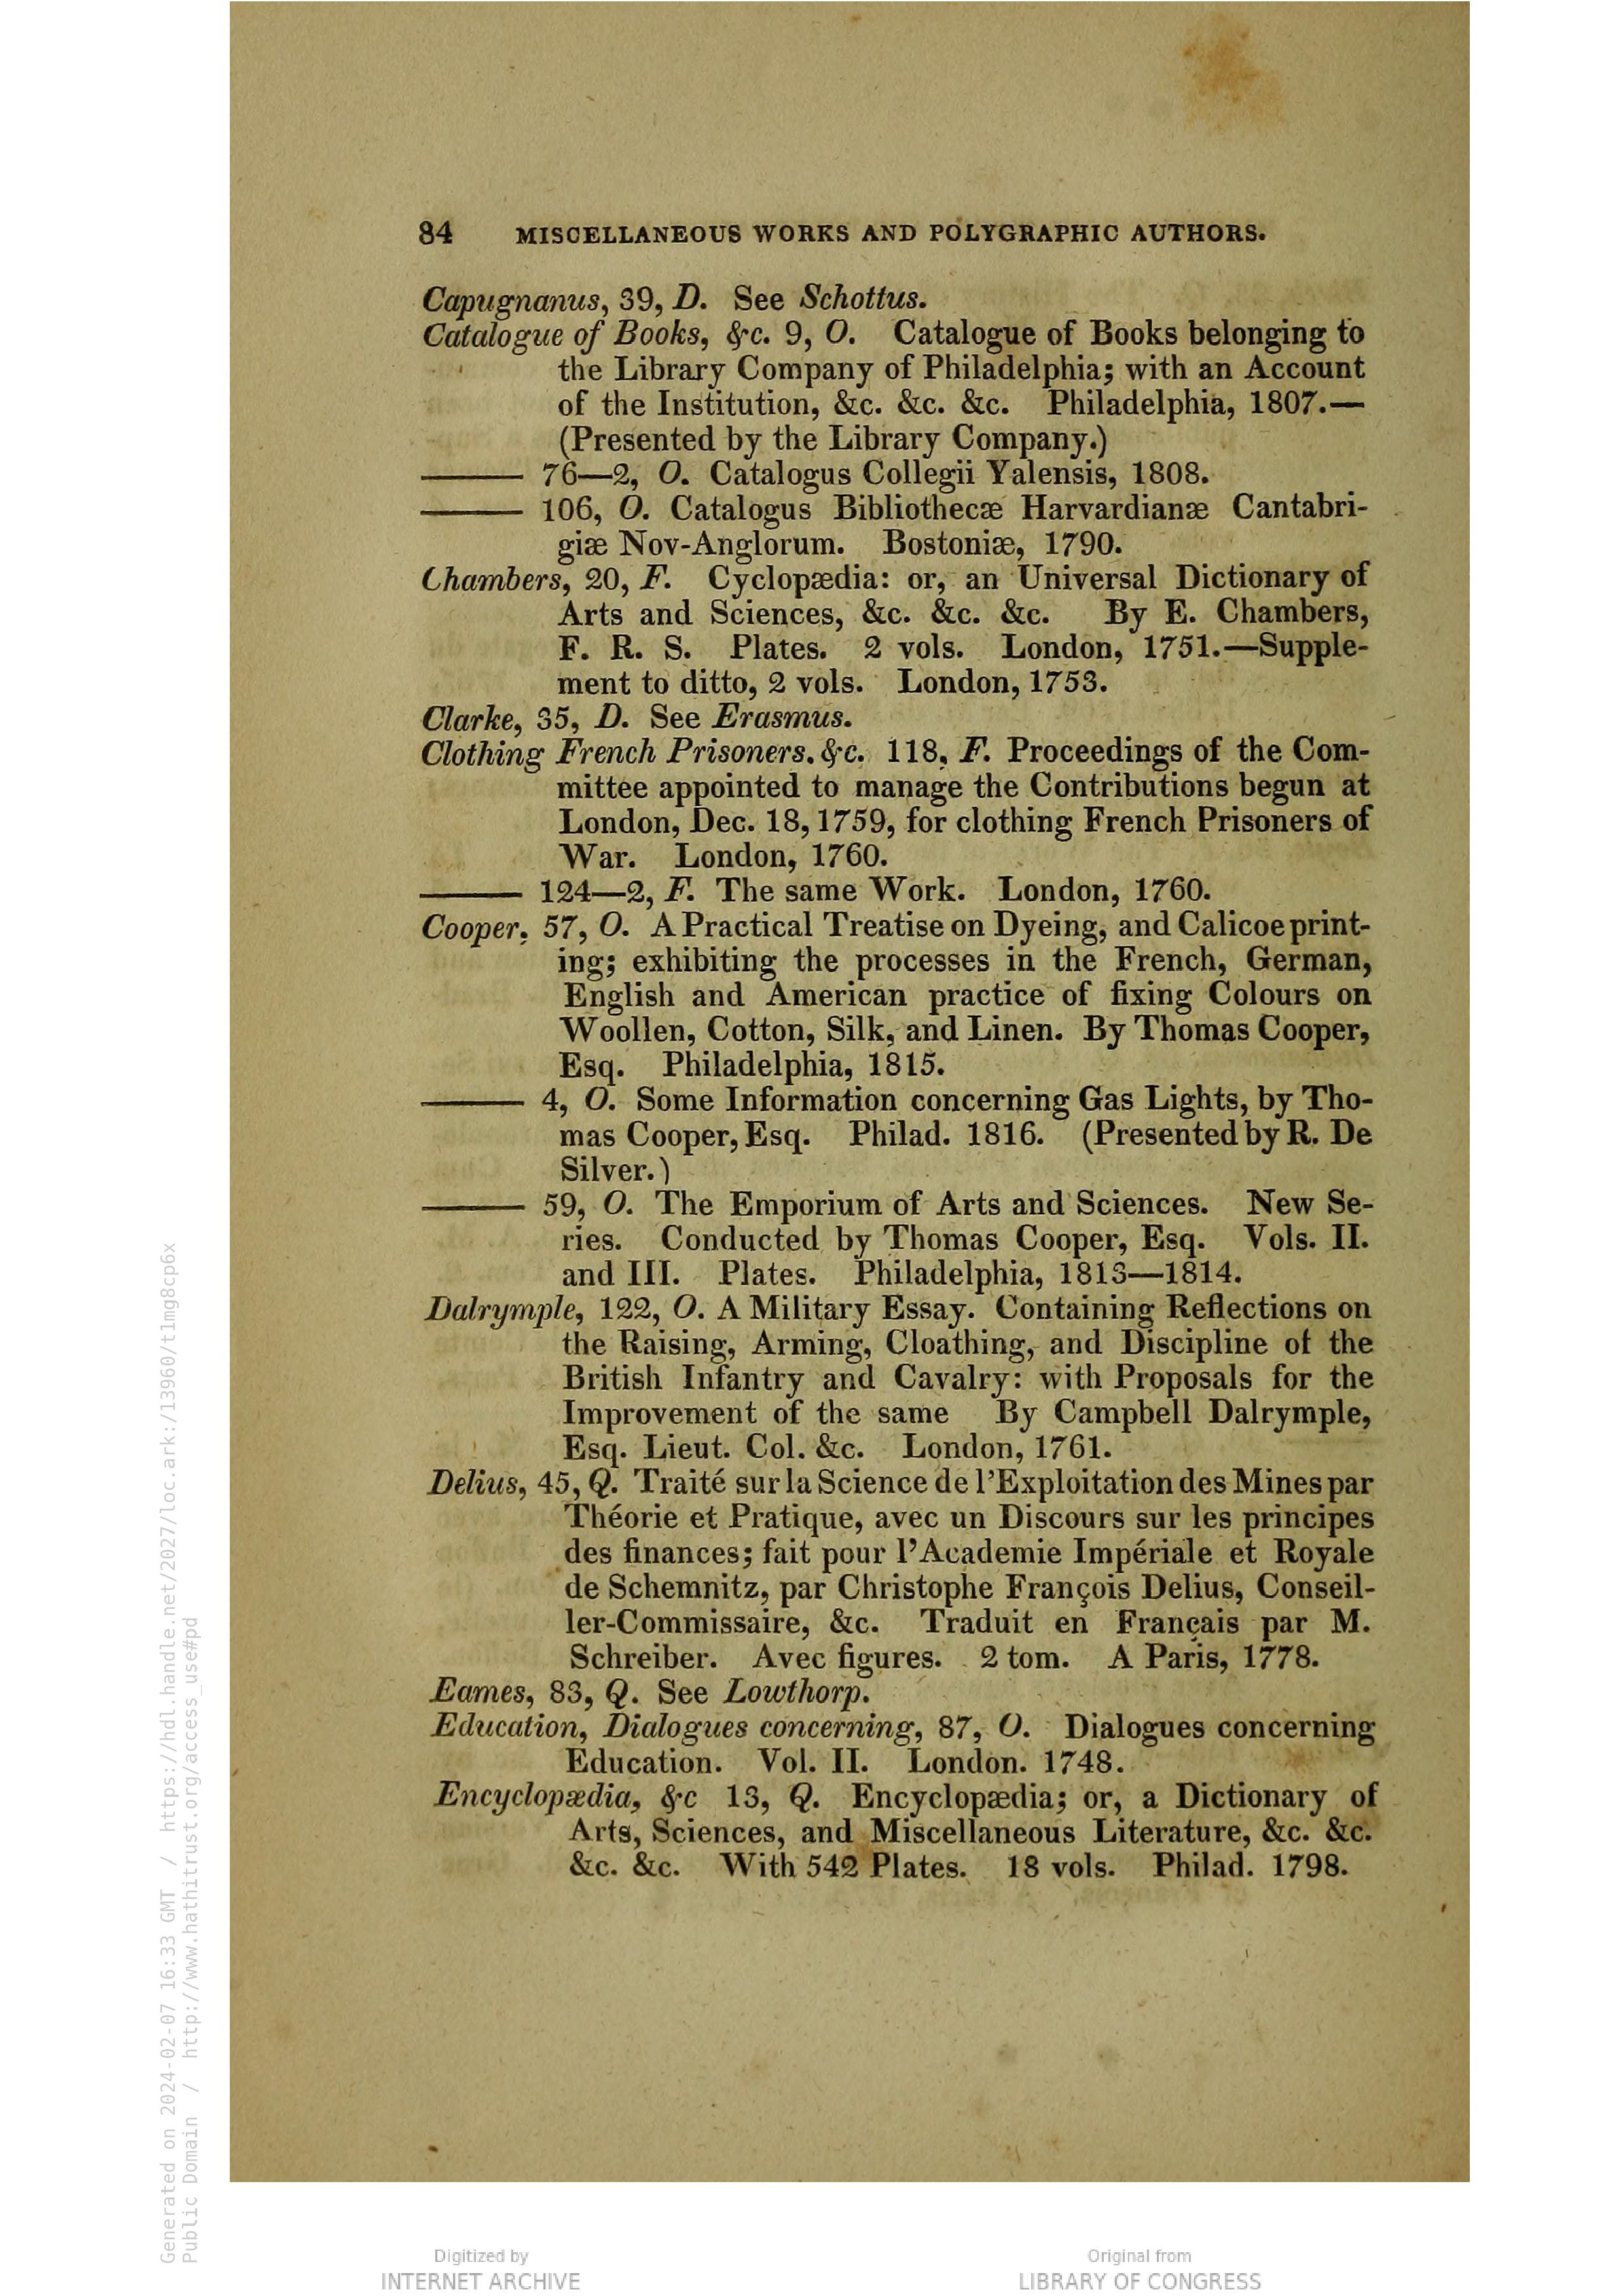 84 MISCELLANEOUS WORKS AND POLYGRAPHIC AUTHORS.
Capugnanus, 39, D. See Schottus.
Catalogue of Books, &c. 9, O. Catalogue of Books belonging to
the Library Company of Philadelphia; with an Account
of the Institution, &c. &c. &c. Philadelphia, 1807.—
(Presented by the Library Company.)
——— 76—2, O. Catalogus Collegii Yalensis, 1808.
——— 106, O. Catalogus Bibliothecæ Harvardianæ Cantabri-
giæ Nov-Anglorum. Bostoniæ, 1790.
Chambers, 20, F. Cyclopædia: or, an Universal Dictionary of
Arts and Sciences, &c. &c. &c. By E. Chambers,
F. R. S. Plates. 2 vols. London, 1751.—Supple-
ment to ditto, 2 vols. London, 1753.
Clarke, 35, D. See Erasmus.
Clothing French Prisoners. &c. 118, F. Proceedings of the Com-
mittee appointed to manage the Contributions begun at
London, Dec. 18, 1759, for clothing French Prisoners of
War. London, 1760.
——— 124—2, F. The same Work. London, 1760.
Cooper, 57, O. A Practical Treatise on Dyeing, and Calicoe print-
ing; exhibiting the processes in the French, German,
English and American practice of fixing Colours on
Woollen, Cotton, Silk, and Linen. By Thomas Cooper,
Esq. Philadelphia, 1815.
——— 4, O. Some Information concerning Gas Lights, by Tho-
mas Cooper, Esq. Philad. 1816. (Presented by R. De
Silver.)
——— 59, O. The Emporium of Arts and Sciences. New Se-
ries. Conducted by Thomas Cooper, Esq. Vols. II.
and III. Plates. Philadelphia, 1813—1814.
Dalrymple, 122, O. A Military Essay. Containing Reflections on
the Raising, Arming, Cloathing, and Discipline of the
British Infantry and Cavalry: with Proposals for the
Improvement of the same By Campbell Dalrymple,
Esq. Lieut. Col. &c. London, 1761.
Delius, 45, Q. Traité sur la Science de l'Exploitation des Mines par
Théorie et Pratique, avec un Discours sur les principes
des finances; fait pour l'Academie Impériale et Royale
de Schemnitz, par Christophe François Delius, Conseil-
ler-Commissaire, &c. Traduit en Français par M.
Schreiber. Avec figures. 2 tom. A Paris, 1778.
Eames, 83, Q. See Lowthorp.
Education, Dialogues concerning, 87, O. Dialogues concerning
Education. Vol. II. London. 1748.
Encyclopædia, &c 13, Q. Encyclopædia; or, a Dictionary of
Arts, Sciences, and Miscellaneous Literature, &c. &c.
&c. &c. With 542 Plates. 18 vols. Philad. 1798.
Generated on 2024-02-07 16:33 GMT / https://hdl.handle.net/2027/loc.ark:/13960/t1mg8cp6x
Public Domain / http://www.hathitrust.org/access_use#pd
Digitized by
INTERNET ARCHIVE
Original from
LIBRARY OF CONGRESS